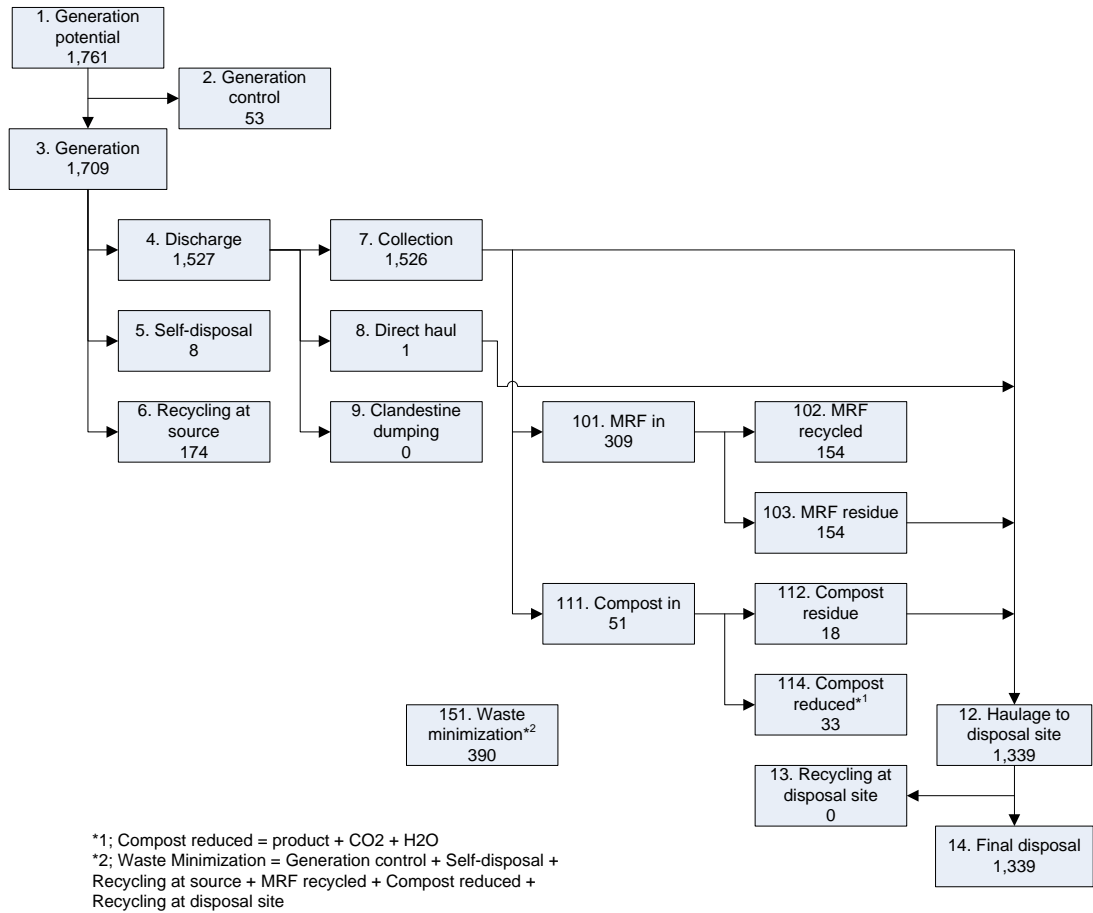 1. Generation
potential
1,761
2. Generation
control
53
3. Generation
1,709
4. Discharge
1,527
7. Collection
1,526
5. Self-disposal
8
8. Direct haul
1
6. Recycling at
source
174
9. Clandestine
dumping
0
101. MRF in
309
102. MRF
recycled
154
103. MRF residue
154
111. Compost in
51
112. Compost
residue
18
114. Compost
reduced*1
33
151. Waste
minimization*2
390
12. Haulage to
disposal site
1,339
13. Recycling at
disposal site
0
14. Final disposal
1,339
*1; Compost reduced = product + CO2 + H2O
*2; Waste Minimization = Generation control + Self-disposal +
Recycling at source + MRF recycled + Compost reduced +
Recycling at disposal site